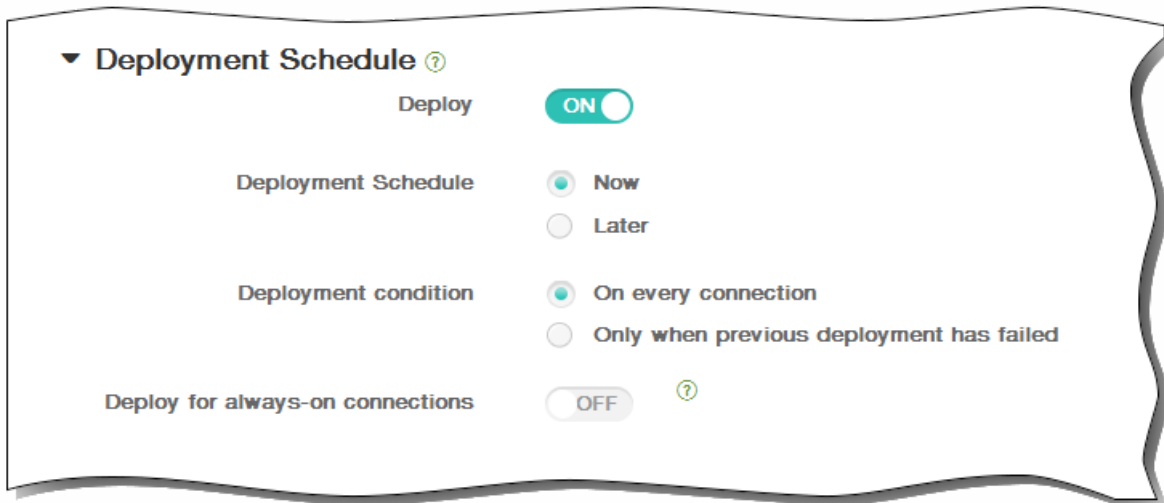 Deployment Schedule ?
Deploy ON
Deployment Schedule Now
Later
Deployment condition On every connection
Only when previous deployment has failed
Deploy for always-on connections OFF ?